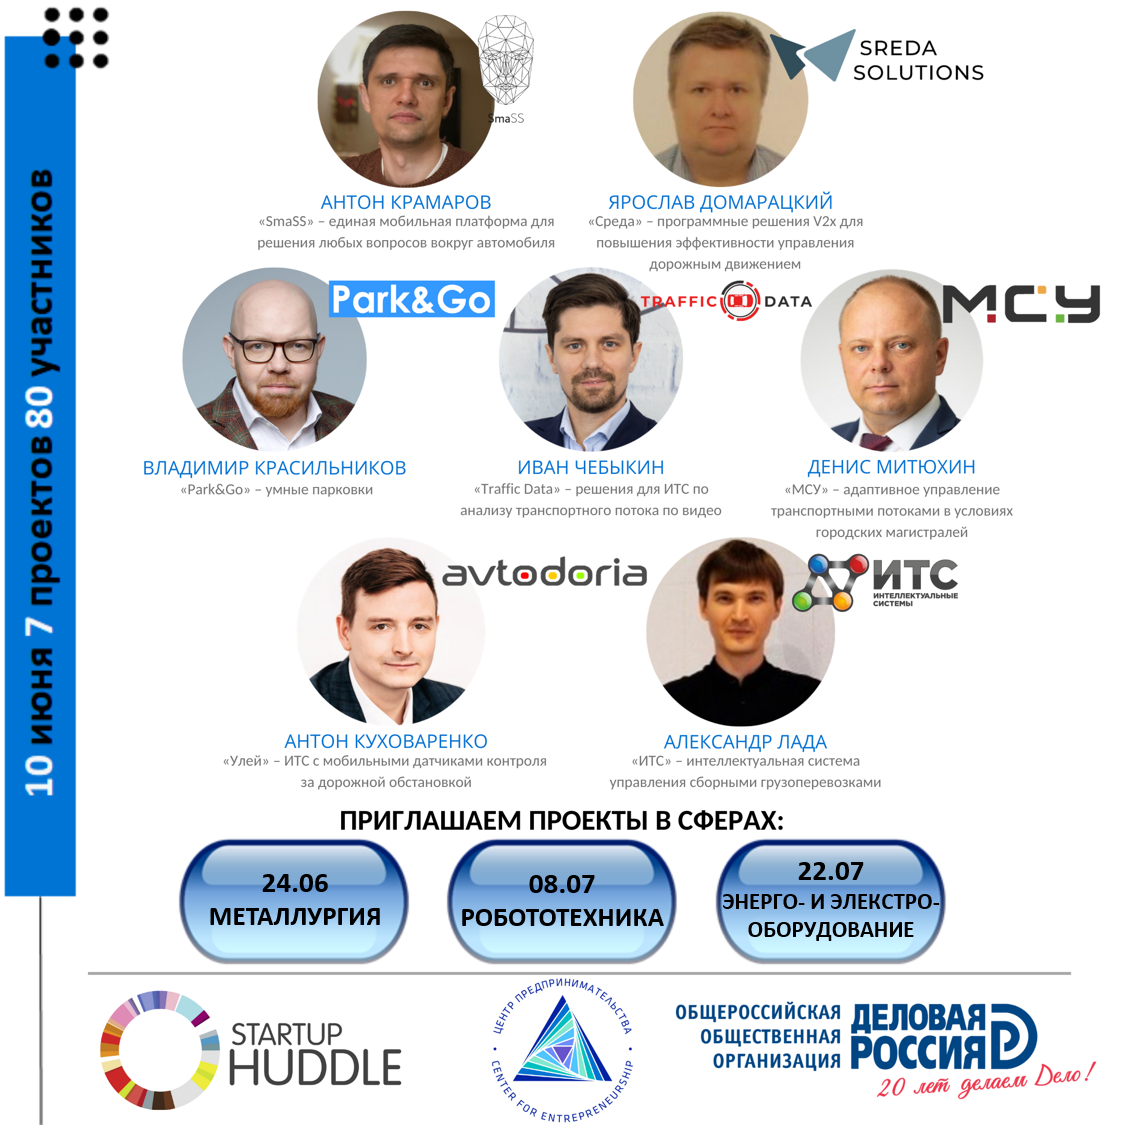 10 июня 7 проектов 80 участников
SmaSS
SREDA
SOLUTIONS
АНТОН КРАМАРОВ
«SmaSS» – единая мобильная платформа для
решения любых вопросов вокруг автомобиля
ЯРОСЛАВ ДОМАРАЦКИЙ
«Среда» – программные решения V2x для
повышения эффективности управления
дорожным движением
Park&Go
TRAFFIC DATA
МСУ
ВЛАДИМИР КРАСИЛЬНИКОВ
«Park&Go» – умные парковки
ИВАН ЧЕБЫКИН
«Traffic Data» – решения для ИТС по
анализу транспортного потока по видео
ДЕНИС МИТЮХИН
«МСУ» – адаптивное управление
транспортными потоками в условиях
городских магистралей
avtodoria
ИТС
ИНТЕЛЛЕКТУАЛЬНЫЕ
СИСТЕМЫ
АНТОН КУХОВАРЕНКО
«Улей» – ИТС с мобильными датчиками контроля
за дорожной обстановкой
АЛЕКСАНДР ЛАДА
«ИТС» – интеллектуальная система
управления сборными грузоперевозками
ПРИГЛАШАЕМ ПРОЕКТЫ В СФЕРАХ:
24.06
МЕТАЛЛУРГИЯ
08.07
РОБОТОТЕХНИКА
22.07
ЭНЕРГО- И ЭЛЕКСТРО-
ОБОРУДОВАНИЕ
STARTUP
HUDDLE
ЦЕНТР ПРЕДПРИНИМАТЕЛЬСТВА
CENTER FOR ENTREPRENEURSHIP
ОБЩЕРОССИЙСКАЯ
ОБЩЕСТВЕННАЯ
ОРГАНИЗАЦИЯ
ДЕЛОВАЯ
РОССИЯ
20 лет делаем Дело!